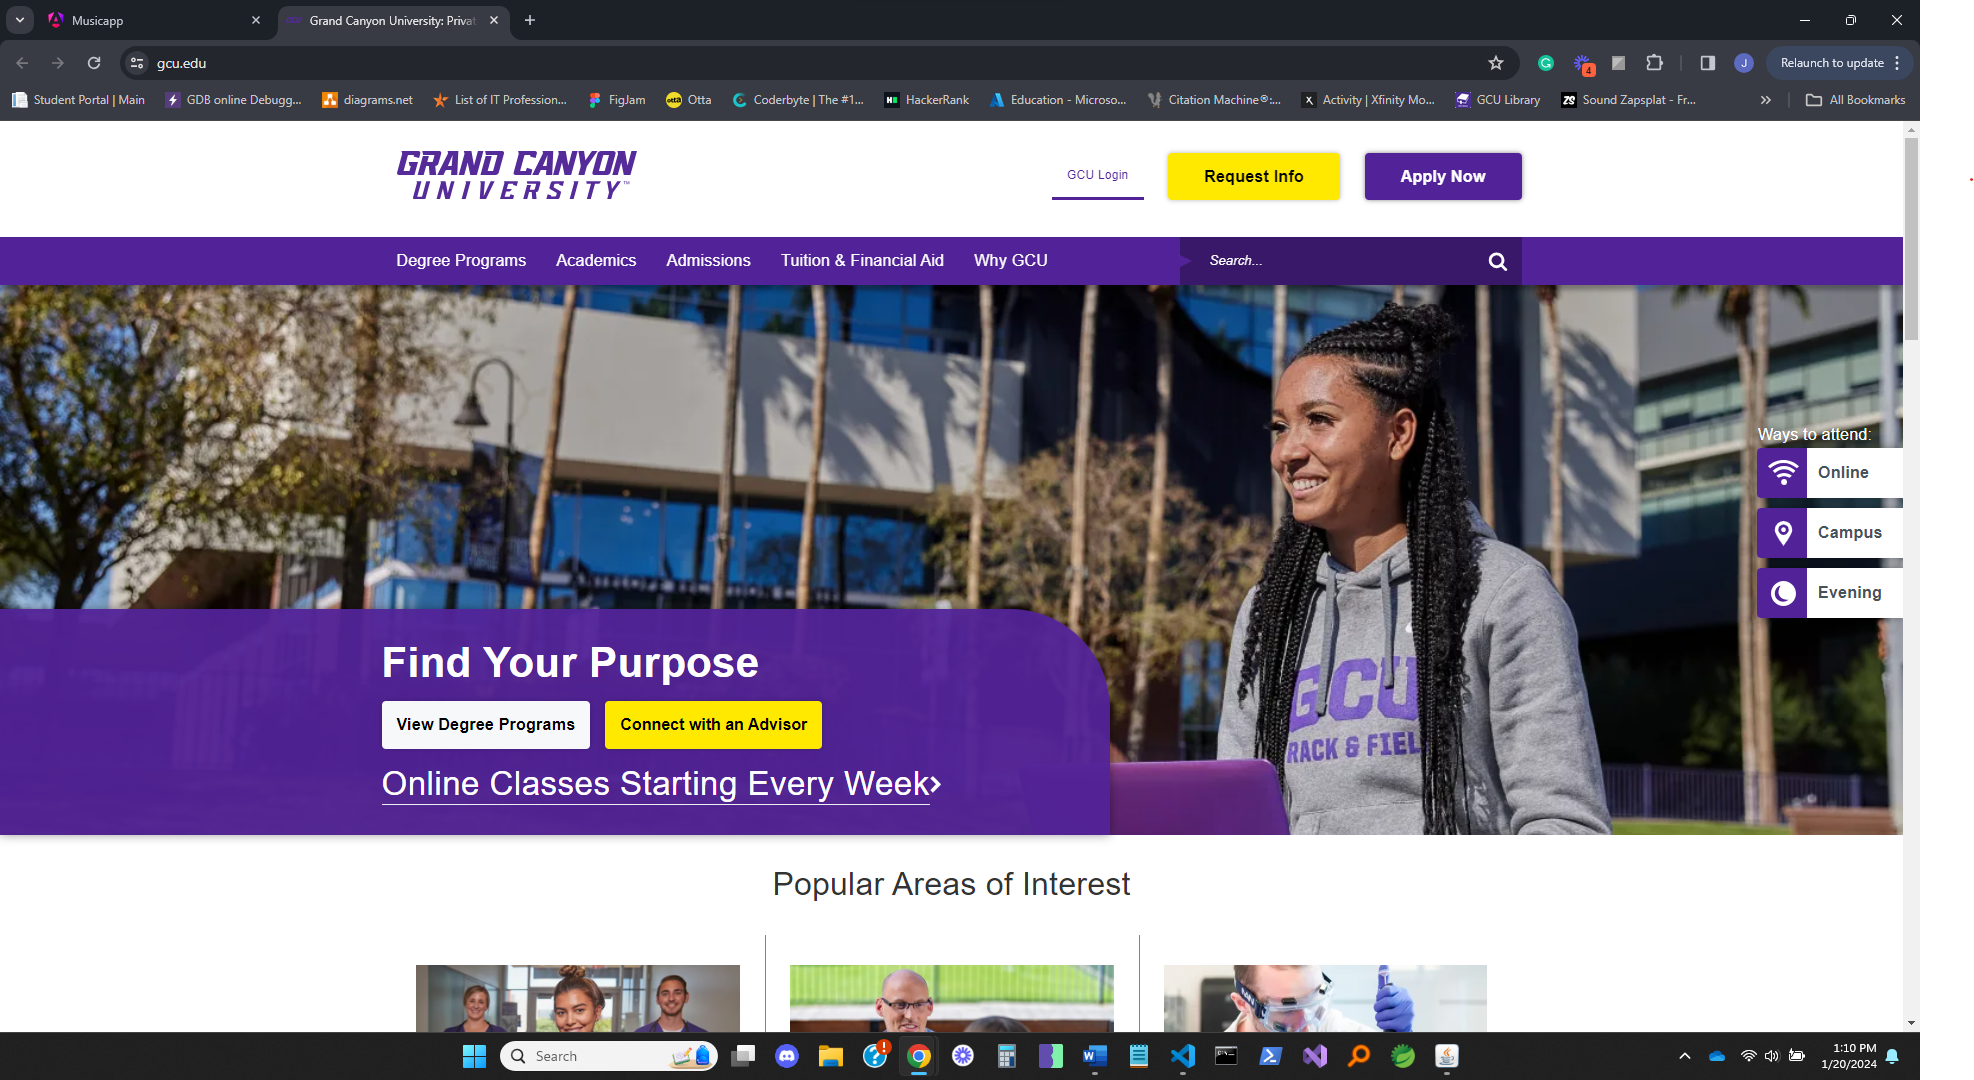 Musicapp
Grand Canyon University: Priva
gcu.edu
4
J
Relaunch to update
Student Portal | Main
GDB online Debugg...
diagrams.net
List of IT Profession...
FigJam
Otta
Coderbyte | The #1...
HackerRank
Education - Microso...
Citation Machine®:...
Activity | Xfinity Mo...
GCU Library
Sound Zapsplat - Fr...
All Bookmarks
GRAND CANYON
UNIVERSITY™
GCU Login
Request Info
Apply Now
Degree Programs
Academics
Admissions
Tuition & Financial Aid
Why GCU
Search...
Ways to attend:
Online
Campus
Evening
GCU
RACK & FIEL
Find Your Purpose
View Degree Programs
Connect with an Advisor
Online Classes Starting Every Week
Popular Areas of Interest
Search
1:10 PM
1/20/2024